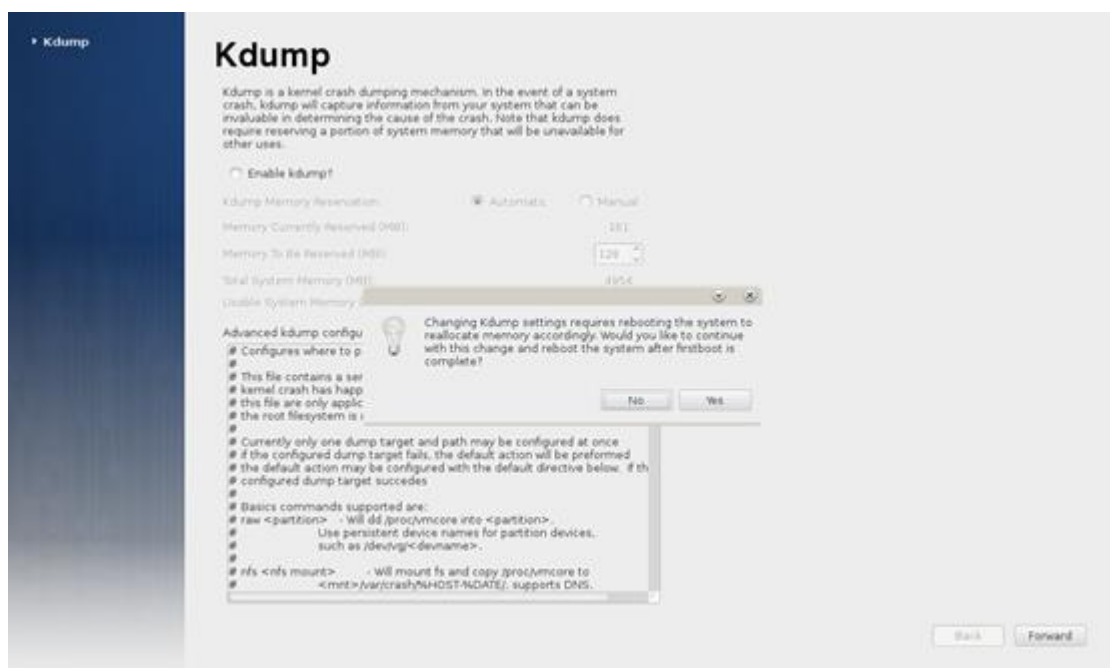 Kdump
Kdump
Kdump is a kernel crash dumping mechanism. In the event of a system
crash, kdump will capture information from your system that can be
invaluable in determining the cause of the crash. Note that kdump does
require reserving a portion of system memory that will be unavailable for
other uses.
Enable kdump?
Kdump Memory Reservation: Automatic Manual
Memory Currently Reserved (MB): 161
Memory To Be Reserved (MB): 128
Total System Memory (MB):
Usable System Memory
Changing Kdump settings requires rebooting the system to
reallocate memory accordingly. Would you like to continue
with this change and reboot the system after firstboot is
complete?
No Yes
Advanced kdump configu
# Configures where to p
#
# This file contains a ser
# kernel crash has happ
# this file are only applic
# the root filesystem is
#
# Currently only one dump target and path may be configured at once
# if the configured dump target fails, the default action will be preformed
# the default action may be configured with the default directive below. If th
# configured dump target succedes
#
# Basics commands supported are:
# raw <partition> - Will dd /proc/vmcore into <partition>.
# Use persistent device names for partition devices,
# such as /dev/vg/<devname>.
#
# nfs <nfs mount> - Will mount fs and copy /proc/vmcore to
# <mnt>/var/crash/%HOST-%DATE/, supports DNS.
Back Forward